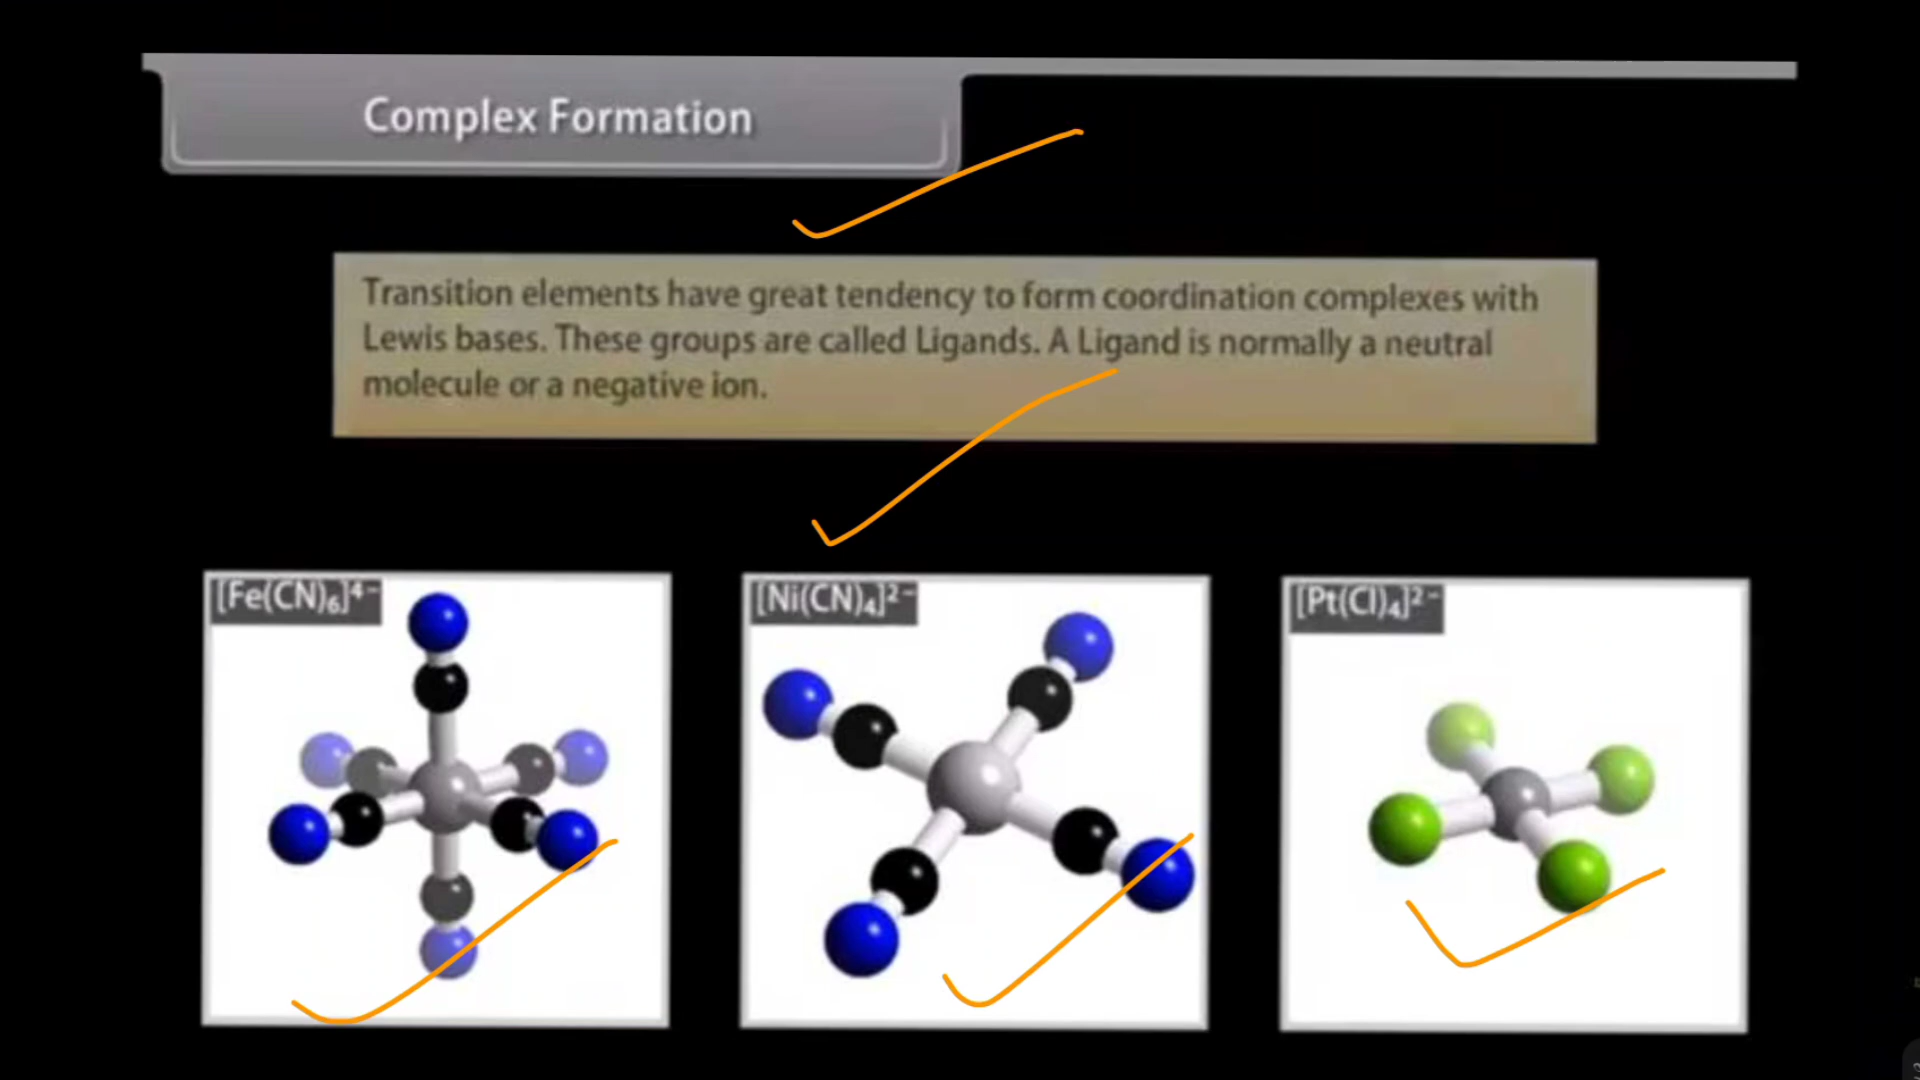 Complex Formation
Transition elements have great tendency to form coordination complexes with
Lewis bases. These groups are called Ligands. A Ligand is normally a neutral
molecule or a negative ion.
[Fe(CN)₆]⁴⁻
[Ni(CN)₄]²⁻
[Pt(Cl)₄]²⁻